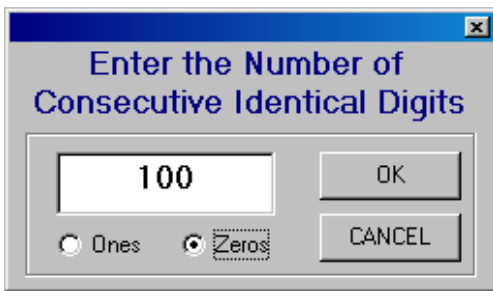 Enter the Number of
Consecutive Identical Digits
100
OK
Ones
Zeros
CANCEL